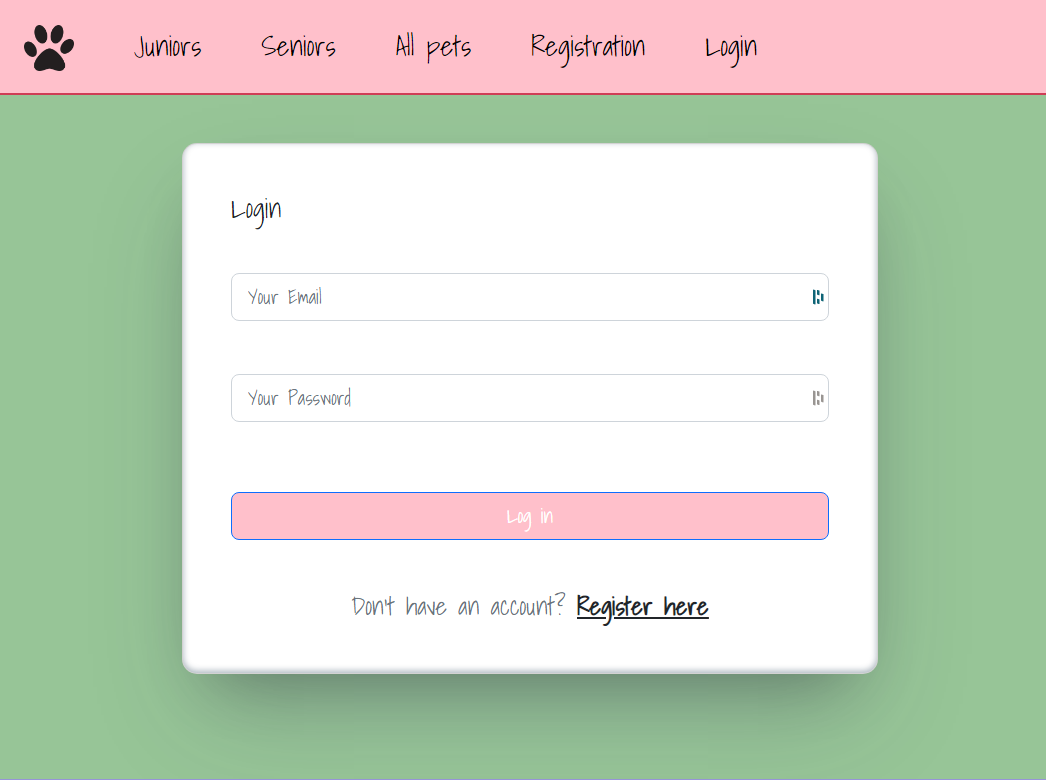 Juniors Seniors All pets Registration Login
Login
Your Email
Your Password
Log in
Don't have an account? Register here